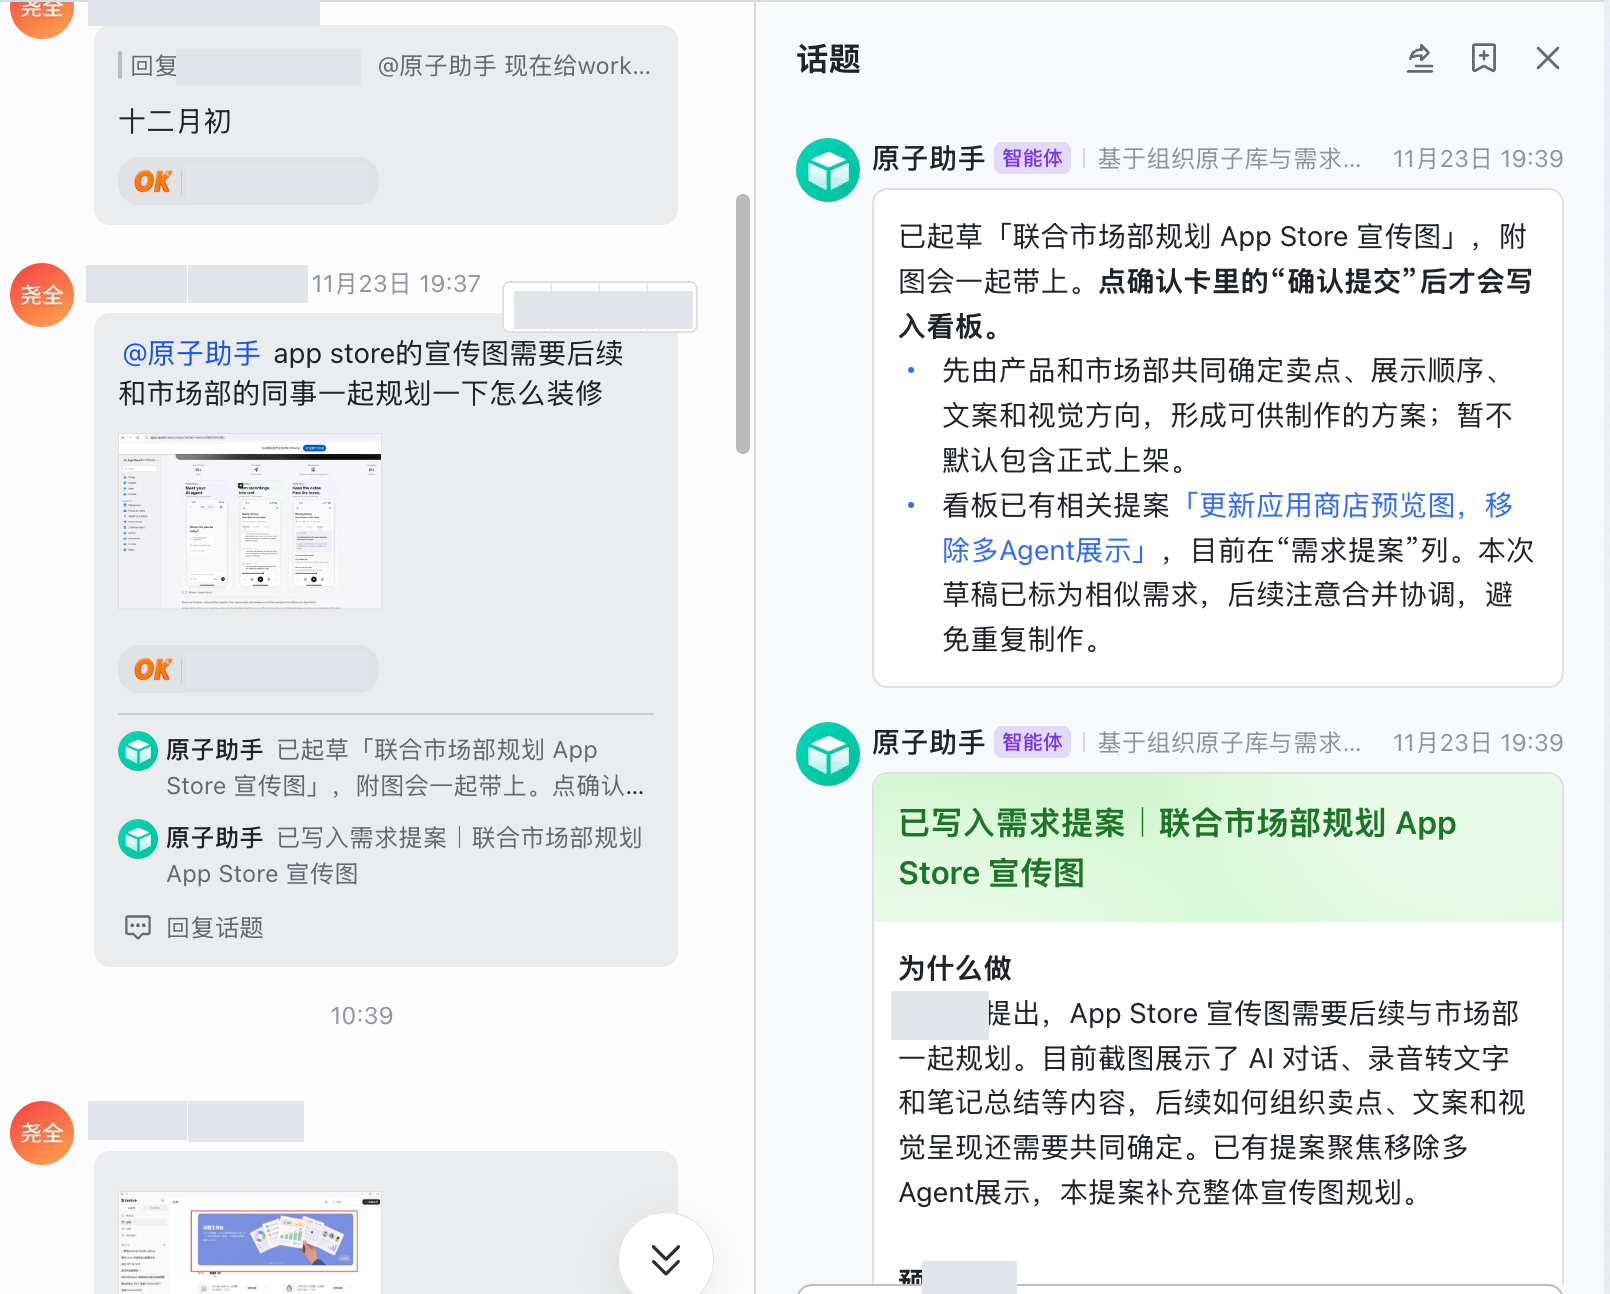 尧全
回复
@原子助手 现在给work...
十二月初
OK
尧全
11月23日 19:37
@原子助手 app store的宣传图需要后续
和市场部的同事一起规划一下怎么装修
Meet your
AI agent
Keep the notes.
Find the focus.
OK
原子助手 已起草「联合市场部规划 App
Store 宣传图」，附图会一起带上。点确认...
原子助手 已写入需求提案｜联合市场部规划
App Store 宣传图
回复话题
10:39
尧全
话题
原子助手 智能体 基于组织原子库与需求... 11月23日 19:39
已起草「联合市场部规划 App Store 宣传图」，附
图会一起带上。点确认卡里的“确认提交”后才会写
入看板。
• 先由产品和市场部共同确定卖点、展示顺序、
文案和视觉方向，形成可供制作的方案；暂不
默认包含正式上架。
• 看板已有相关提案「更新应用商店预览图，移
除多Agent展示」，目前在“需求提案”列。本次
草稿已标为相似需求，后续注意合并协调，避
免重复制作。
原子助手 智能体 基于组织原子库与需求... 11月23日 19:39
已写入需求提案｜联合市场部规划 App
Store 宣传图
为什么做
提出，App Store 宣传图需要后续与市场部
一起规划。目前截图展示了 AI 对话、录音转文字
和笔记总结等内容，后续如何组织卖点、文案和视
觉呈现还需要共同确定。已有提案聚焦移除多
Agent展示，本提案补充整体宣传图规划。
预